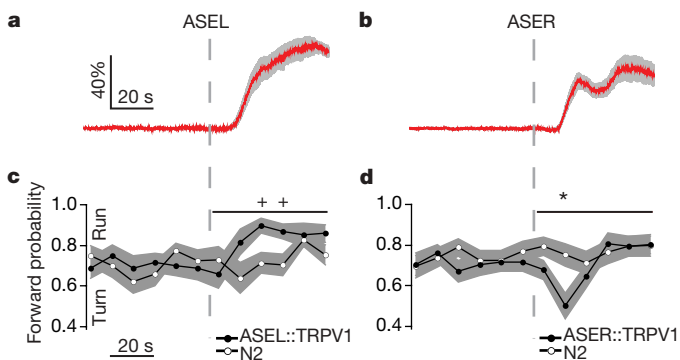 a
ASEL
b
ASER
40%
20 s
c
d
Forward probability
Turn
Run
1.0
0.8
0.6
0.4
+ +
1.0
0.8
0.6
0.4
*
20 s
ASEL::TRPV1
N2
ASER::TRPV1
N2